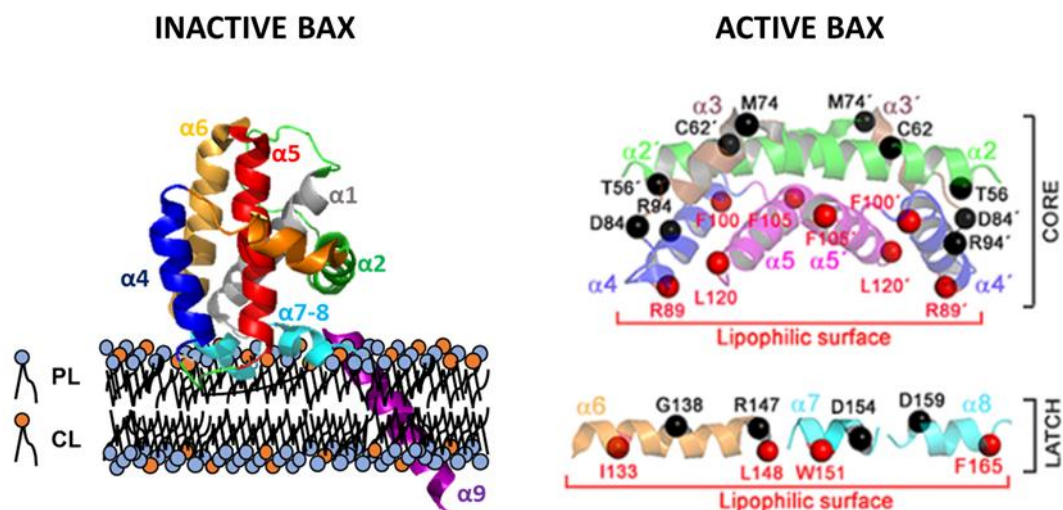 INACTIVE BAX
α6
α5
α1
α4
α2
α7-8
PL
CL
α9
ACTIVE BAX
α3 M74 M74´ α3´
C62´ C62
α2´ α2
T56´ T56
R94 F100 F105 F100´
D84 D84´
F105´ R94´
α4 α5 α5´ α4´
L120 L120´
R89 R89´
Lipophilic surface
CORE
α6 G138 R147 α7 D154 D159 α8
I133 L148 W151 F165
Lipophilic surface
LATCH